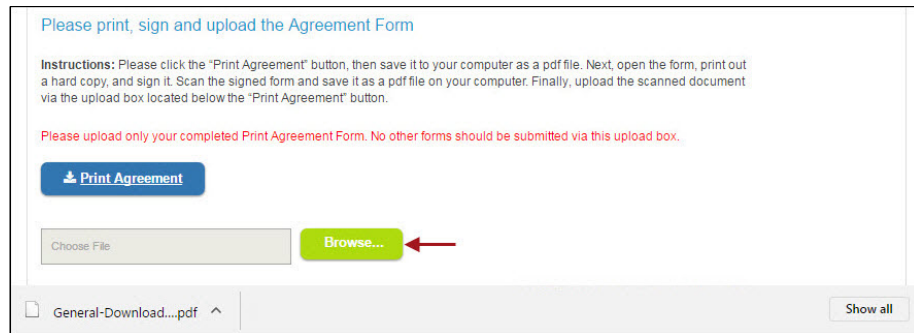 Please print, sign and upload the Agreement Form
Instructions: Please click the “Print Agreement” button, then save it to your computer as a pdf file. Next, open the form, print out
a hard copy, and sign it. Scan the signed form and save it as a pdf file on your computer. Finally, upload the scanned document
via the upload box located below the “Print Agreement” button.
Please upload only your completed Print Agreement Form. No other forms should be submitted via this upload box.
Print Agreement
Choose File
Browse...
General-Download....pdf
Show all